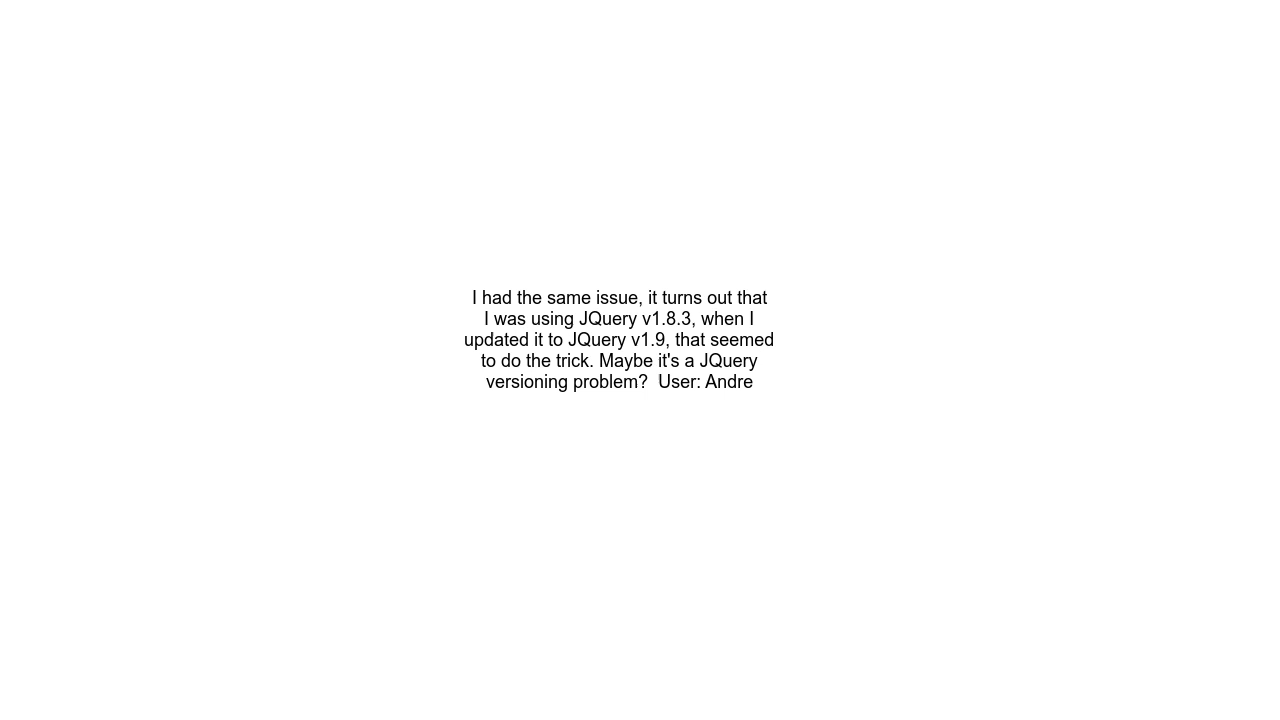 I had the same issue, it turns out that
I was using JQuery v1.8.3, when I
updated it to JQuery v1.9, that seemed
to do the trick. Maybe it's a JQuery
versioning problem?  User: Andre